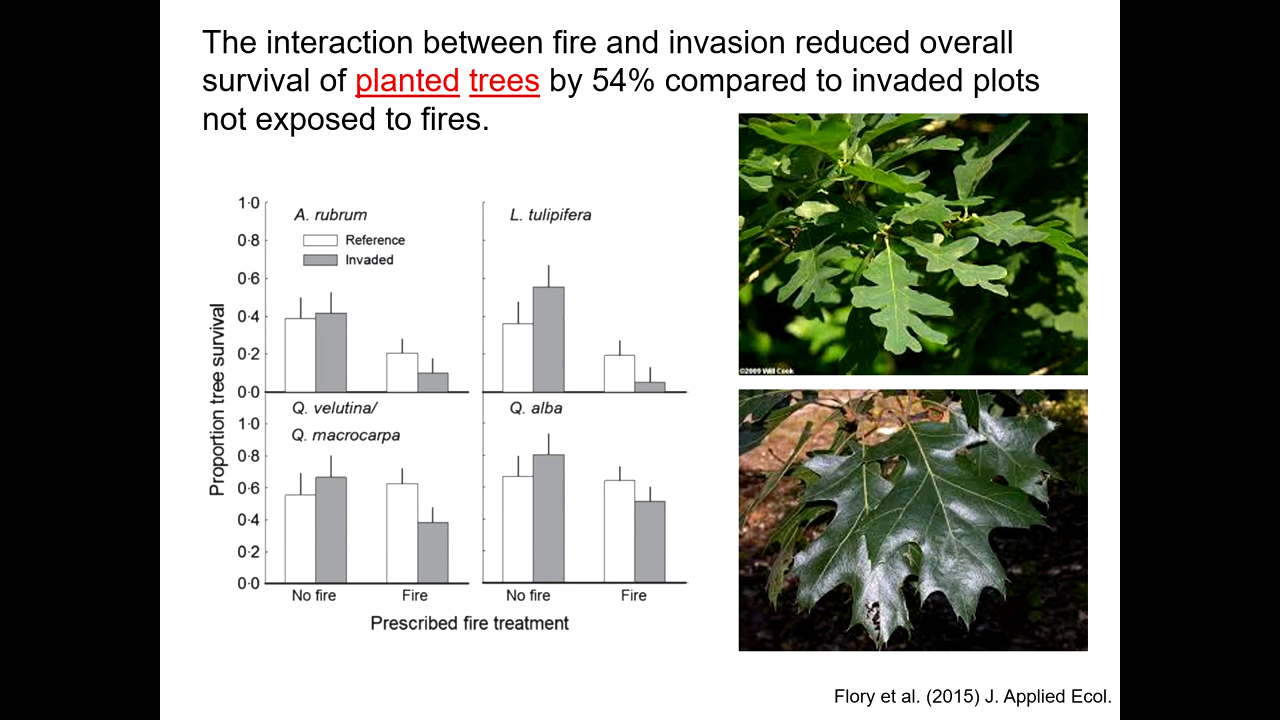 The interaction between fire and invasion reduced overall
survival of planted trees by 54% compared to invaded plots
not exposed to fires.
Proportion tree survival
1·0
0·8
0·6
0·4
0·2
0·0
A. rubrum
Reference
Invaded
L. tulipifera
1·0
0·8
0·6
0·4
0·2
0·0
Q. velutina/
Q. macrocarpa
Q. alba
No fire
Fire
No fire
Fire
Prescribed fire treatment
©2009 Will Cook
Flory et al. (2015) J. Applied Ecol.